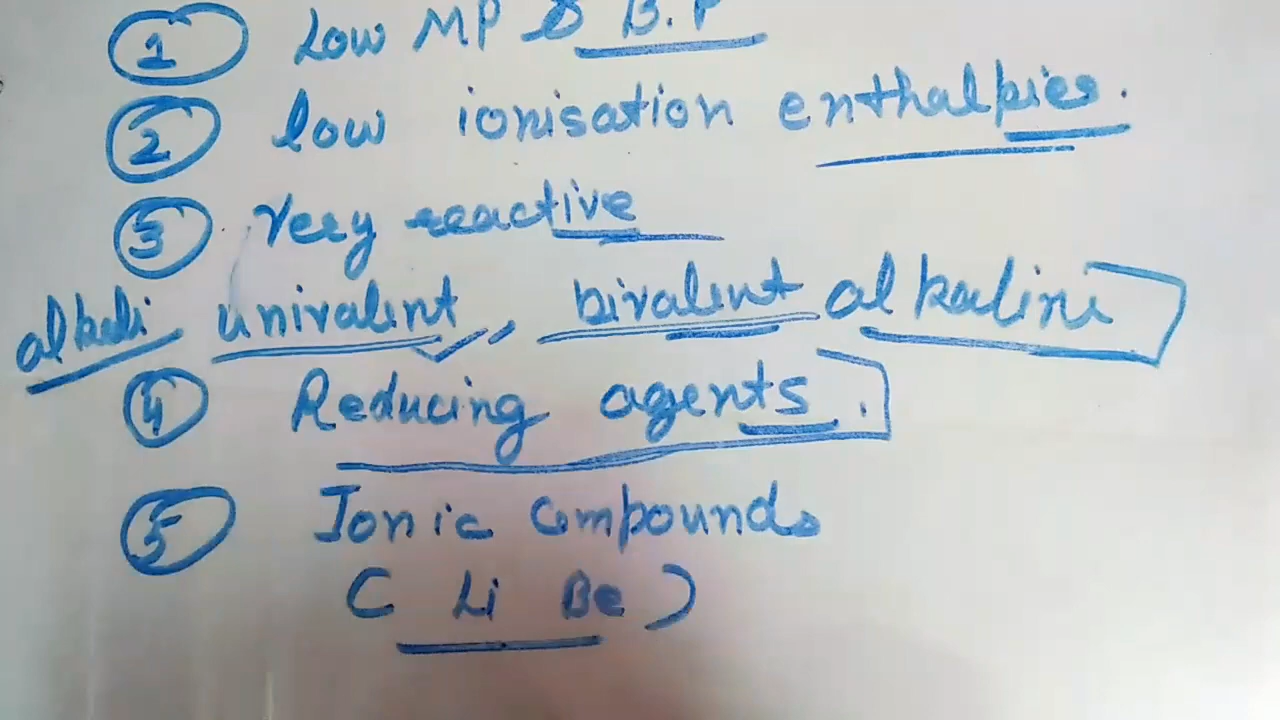 1 Low MP & B.P
2 low ionisation enthalpies.
3 Very reactive
alkali univalent, bivalent alkalini
4 Reducing agents.
5 Ionic Compounds
( Li Be )